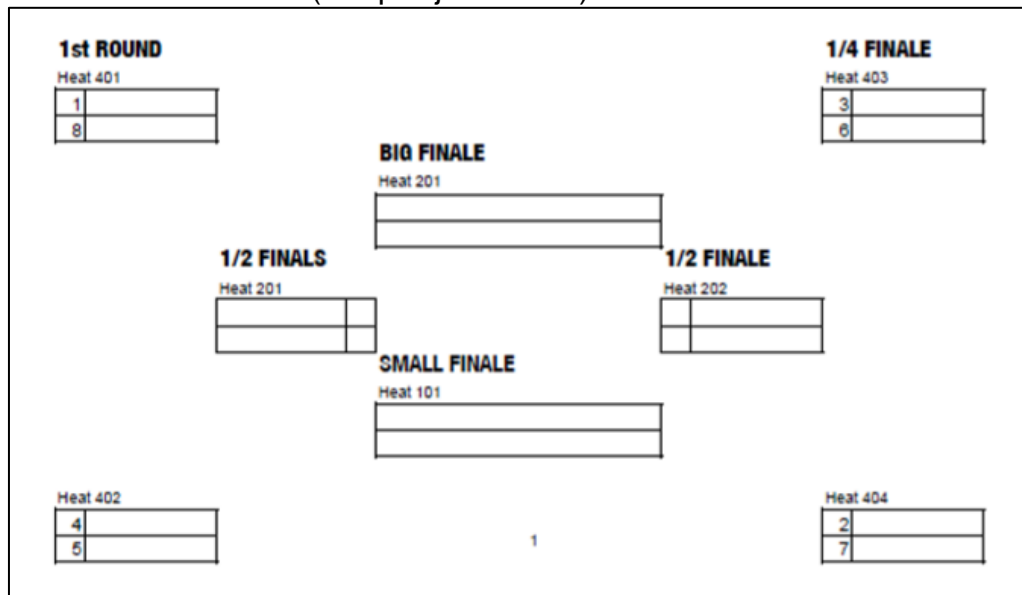 1st ROUND
1/4 FINALE
Heat 401
Heat 403
1
3
8
6
BIG FINALE
Heat 201
1/2 FINALS
1/2 FINALE
Heat 201
Heat 202
SMALL FINALE
Heat 101
Heat 402
Heat 404
4
2
5
7
1